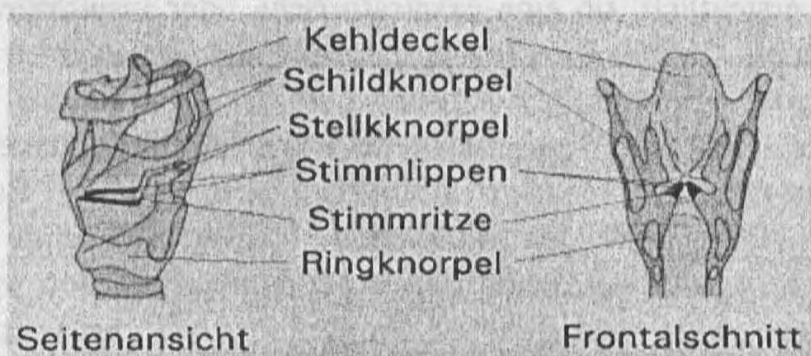 Kehldeckel
Schildknorpel
Stellkknorpel
Stimmlippen
Stimmritze
Ringknorpel
Seitenansicht
Frontalschnitt